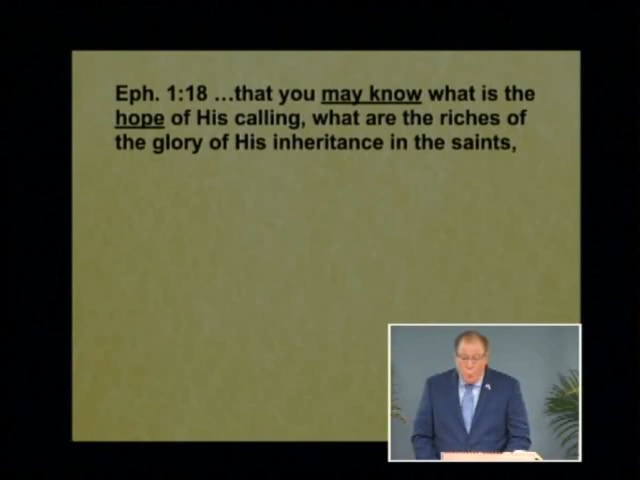 Eph. 1:18 ...that you may know what is the
hope of His calling, what are the riches of
the glory of His inheritance in the saints,